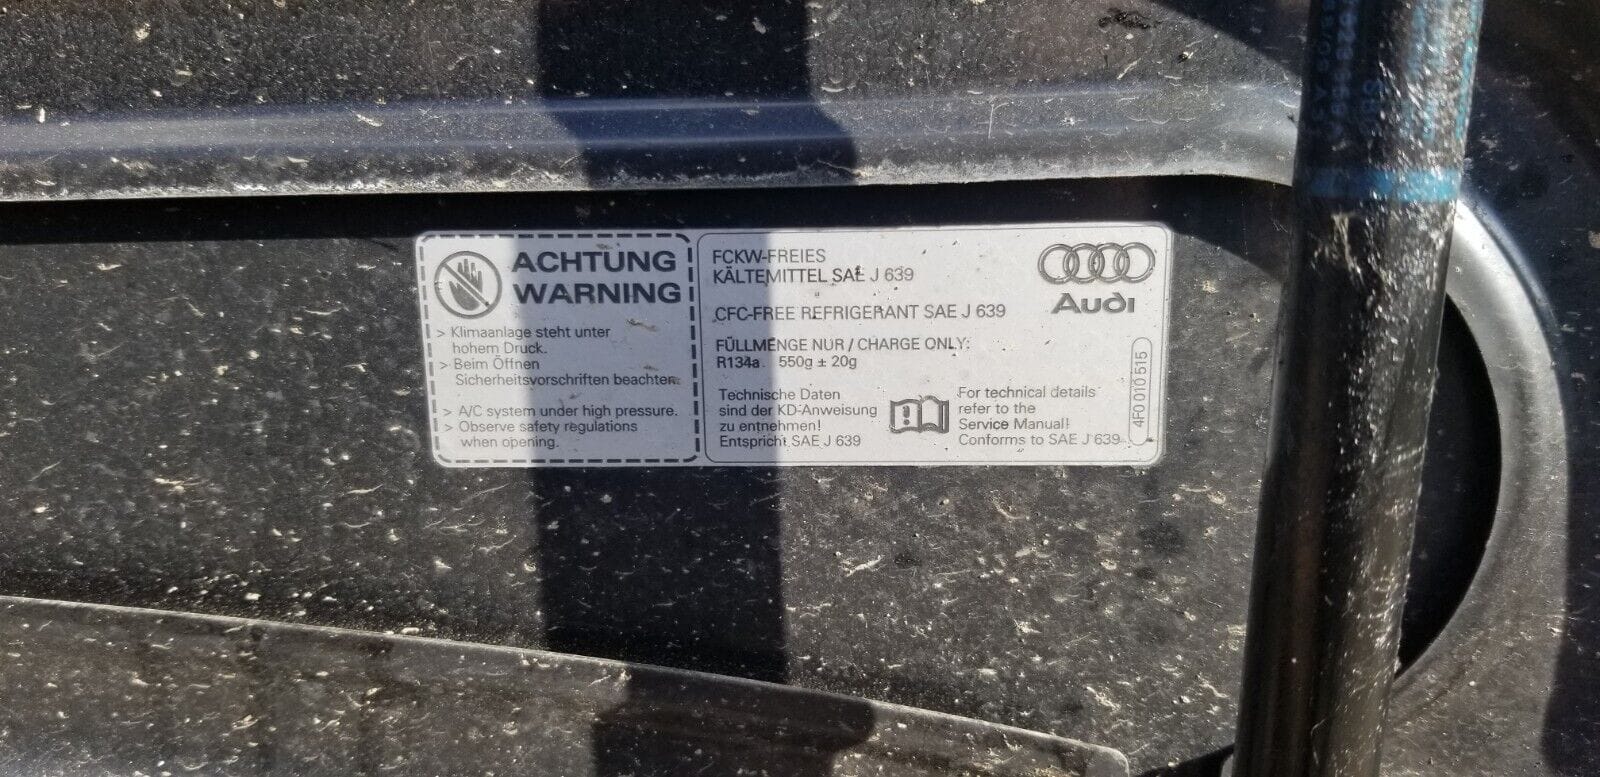 ACHTUNG
WARNING
> Klimaanlage steht unter
hohem Druck.
> Beim Öffnen
Sicherheitsvorschriften beachten.
> A/C system under high pressure.
> Observe safety regulations
when opening.
FCKW-FREIES
KÄLTEMITTEL SAE J 639
CFC-FREE REFRIGERANT SAE J 639
FÜLLMENGE NUR / CHARGE ONLY:
R134a 550g ± 20g
Technische Daten
sind der KD-Anweisung
zu entnehmen!
Entspricht SAE J 639
For technical details
refer to the
Service Manual!
Conforms to SAE J 639
Audi
4F0 010 515